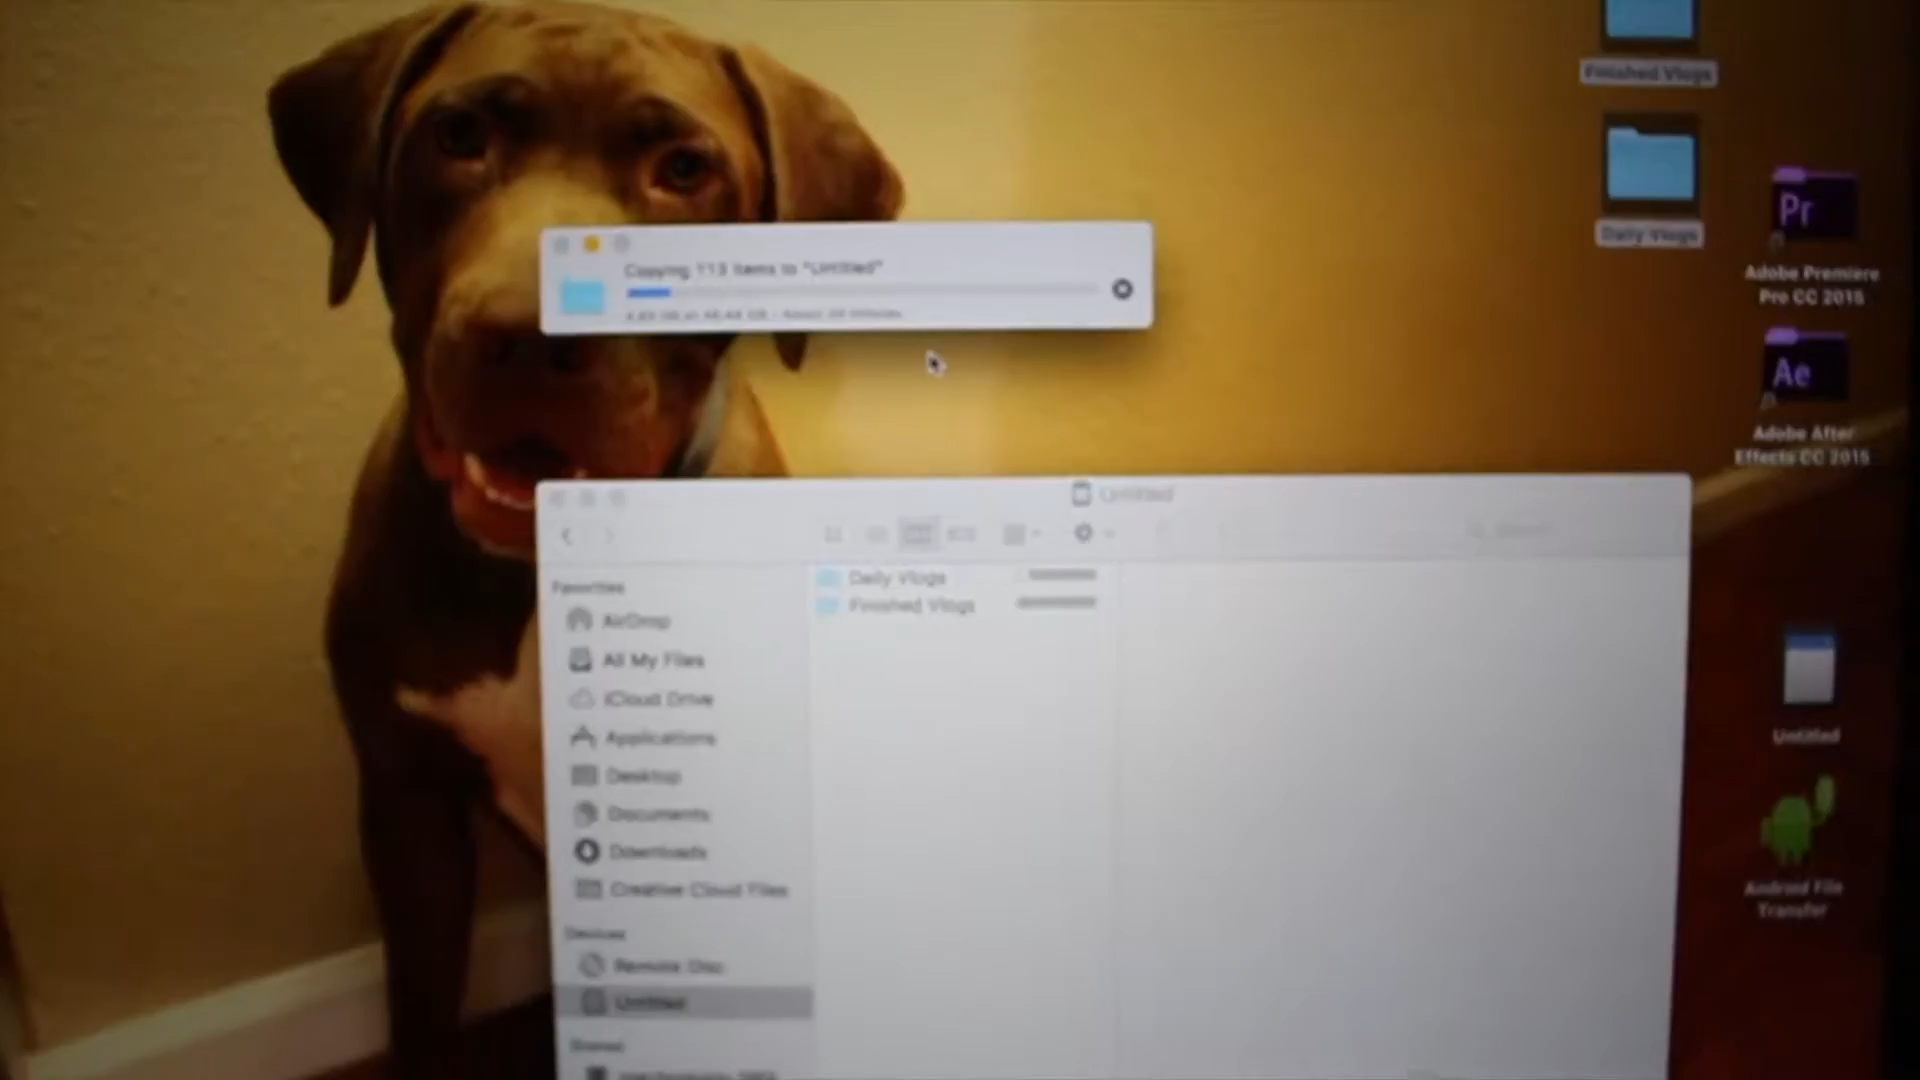 Finished Vlogs
Daily Vlogs
Pr
Adobe Premiere
Pro CC 2015
Ae
Adobe After
Effects CC 2015
Copying 113 items to "Untitled"
Untitled
Favorites
AirDrop
All My Files
iCloud Drive
Applications
Desktop
Documents
Downloads
Creative Cloud Files
Devices
Remote Disc
Untitled
Shared
Daily Vlogs
Finished Vlogs
Untitled
Android File
Transfer